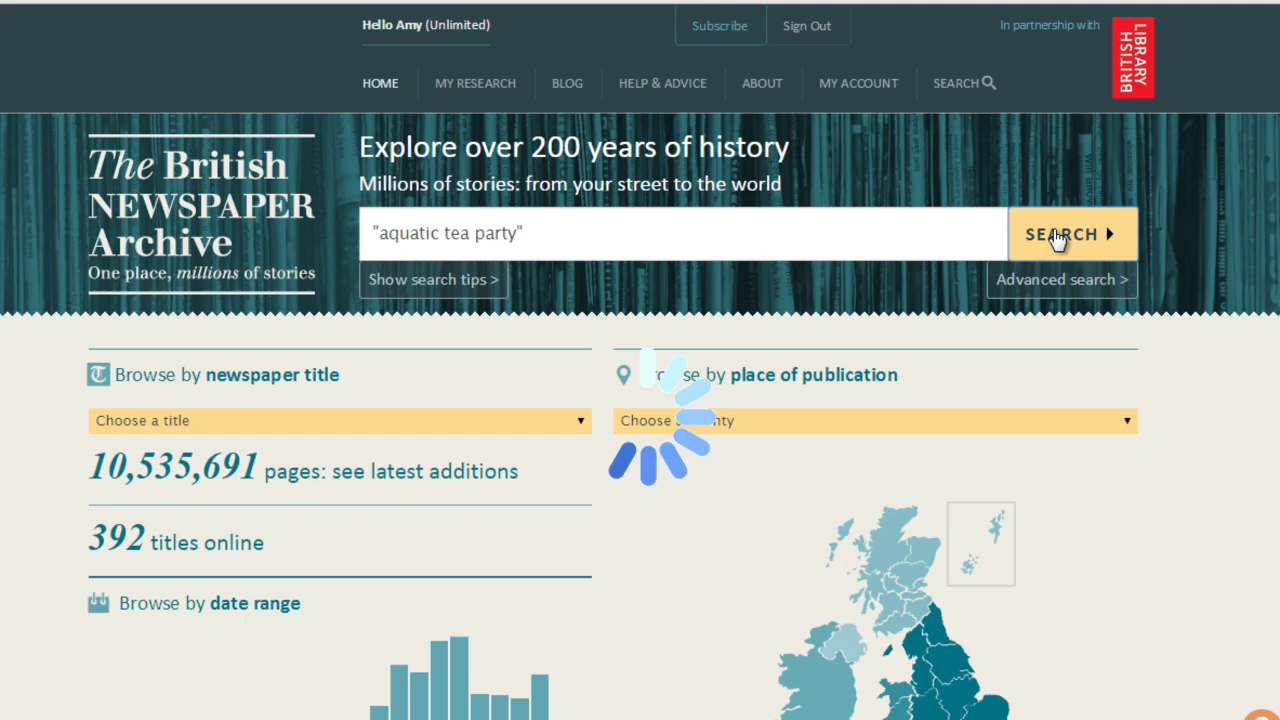 Hello Amy (Unlimited)
Subscribe
Sign Out
In partnership with
LIBRARY
BRITISH
HOME
MY RESEARCH
BLOG
HELP & ADVICE
ABOUT
MY ACCOUNT
SEARCH
The British
NEWSPAPER
Archive
One place, millions of stories
Explore over 200 years of history
Millions of stories: from your street to the world
"aquatic tea party"
SEARCH
Show search tips >
Advanced search >
T Browse by newspaper title
Browse by place of publication
Choose a title
Choose
10,535,691 pages: see latest additions
392 titles online
Browse by date range